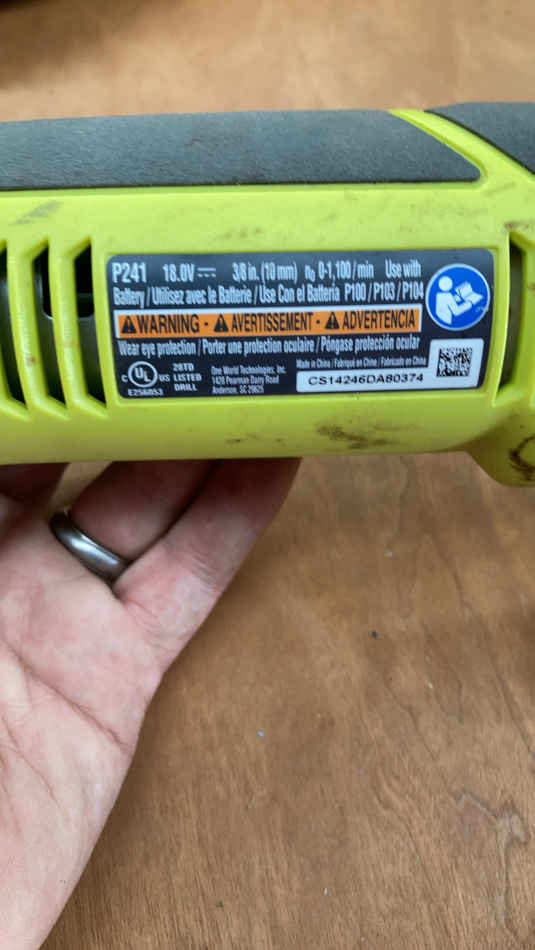 P241 18.0V 3/8 in. (10 mm) n0 0-1,100 / min Use with
Battery / Utilisez avec le Batterie / Use Con el Batteria P100 / P103 / P104
WARNING • AVERTISSEMENT • ADVERTENCIA
Wear eye protection / Porter une protection oculaire / Póngase protección ocular
Made in China / Fabriqué en Chine / Fabricado en China
C UL US
28TD
LISTED
DRILL
E256053
One World Technologies, Inc.
1428 Pearman Dairy Road
Anderson, SC 29625
CS14246DA80374